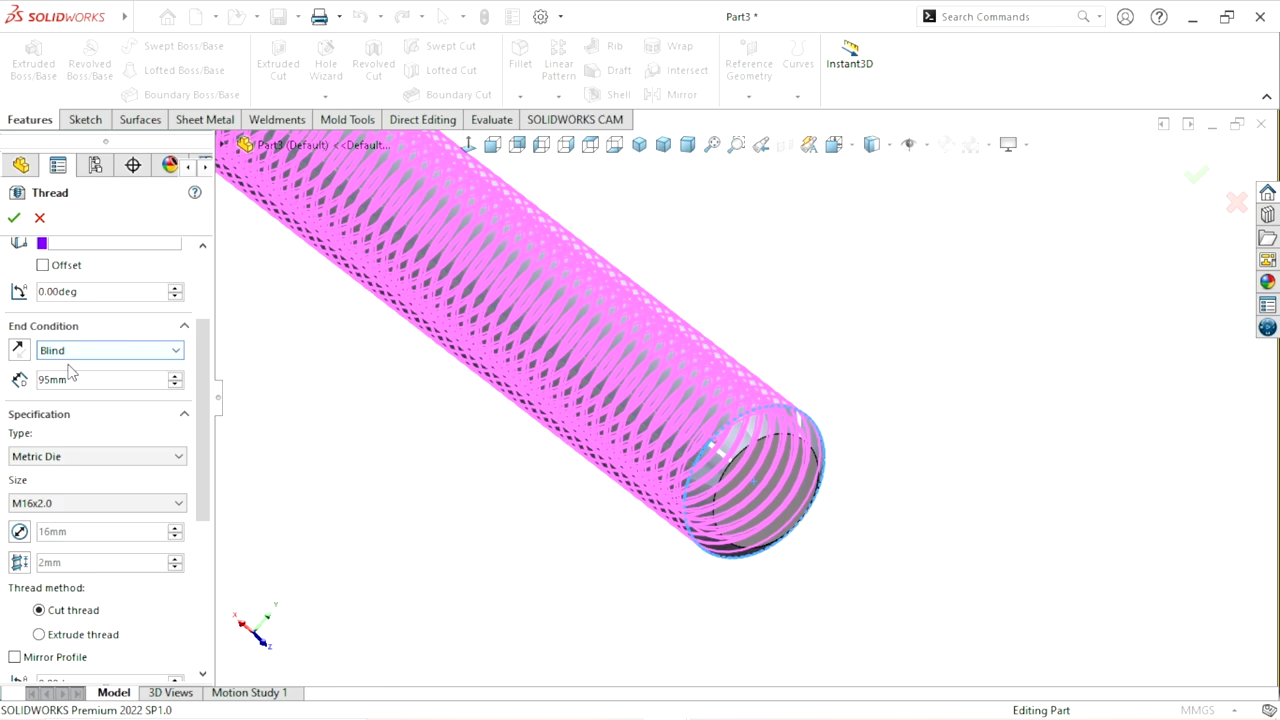 SOLIDWORKS
Part3 *
Search Commands
Extruded Boss/Base
Revolved Boss/Base
Swept Boss/Base
Lofted Boss/Base
Boundary Boss/Base
Extruded Cut
Hole Wizard
Revolved Cut
Swept Cut
Lofted Cut
Boundary Cut
Fillet
Linear Pattern
Rib
Draft
Shell
Wrap
Intersect
Mirror
Reference Geometry
Curves
Instant3D
Features
Sketch
Surfaces
Sheet Metal
Weldments
Mold Tools
Direct Editing
Evaluate
SOLIDWORKS CAM
Part3 (Default) <<Default...
Thread
Offset
0.00deg
End Condition
Blind
95mm
Specification
Type:
Metric Die
Size
M16x2.0
16mm
2mm
Thread method:
Cut thread
Extrude thread
Mirror Profile
X
Y
Z
Model
3D Views
Motion Study 1
SOLIDWORKS Premium 2022 SP1.0
Editing Part
MMGS